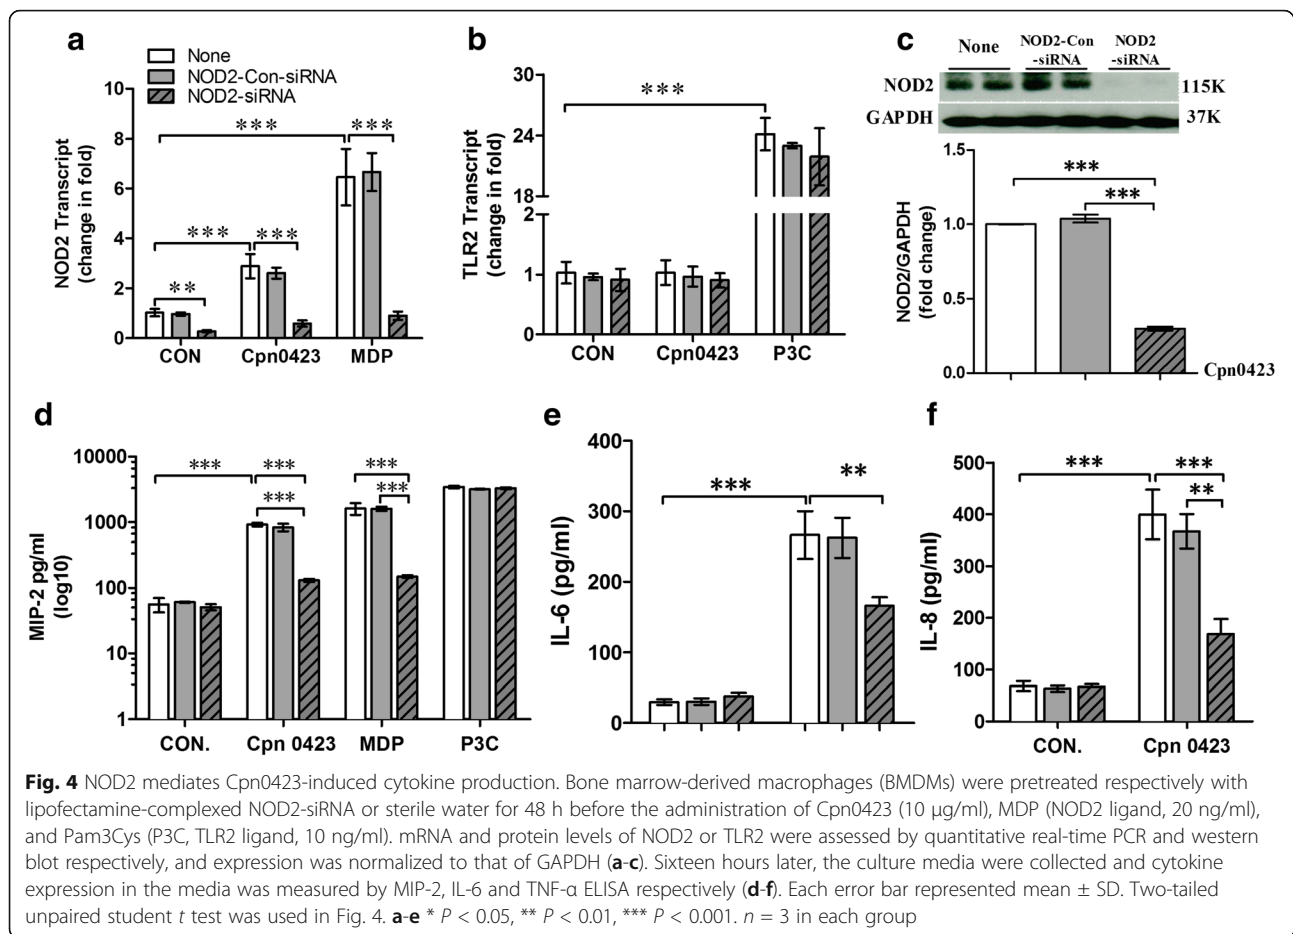 a
None
NOD2-Con-siRNA
NOD2-siRNA
NOD2 Transcript
(change in fold)
10
8
6
4
2
0
***
***
***
***
**
CON
Cpn0423
MDP
b
TLR2 Transcript
(change in fold)
30
24
18
2
1
0
***
CON
Cpn0423
P3C
c
None
NOD2-Con
-siRNA
NOD2
-siRNA
NOD2
115K
GAPDH
37K
NOD2/GAPDH
(fold change)
1.5
1.0
0.5
0.0
***
***
Cpn0423
d
MIP-2 pg/ml
(log10)
10000
1000
100
10
1
***
***
***
***
***
CON.
Cpn 0423
MDP
P3C
e
IL-6 (pg/ml)
400
300
200
100
0
***
**
f
IL-8 (pg/ml)
500
400
300
200
100
0
***
***
**
CON.
Cpn 0423
Fig. 4 NOD2 mediates Cpn0423-induced cytokine production. Bone marrow-derived macrophages (BMDMs) were pretreated respectively with
lipofectamine-complexed NOD2-siRNA or sterile water for 48 h before the administration of Cpn0423 (10 μg/ml), MDP (NOD2 ligand, 20 ng/ml),
and Pam3Cys (P3C, TLR2 ligand, 10 ng/ml). mRNA and protein levels of NOD2 or TLR2 were assessed by quantitative real-time PCR and western
blot respectively, and expression was normalized to that of GAPDH (a-c). Sixteen hours later, the culture media were collected and cytokine
expression in the media was measured by MIP-2, IL-6 and TNF-α ELISA respectively (d-f). Each error bar represented mean ± SD. Two-tailed
unpaired student t test was used in Fig. 4. a-e * P < 0.05, ** P < 0.01, *** P < 0.001. n = 3 in each group